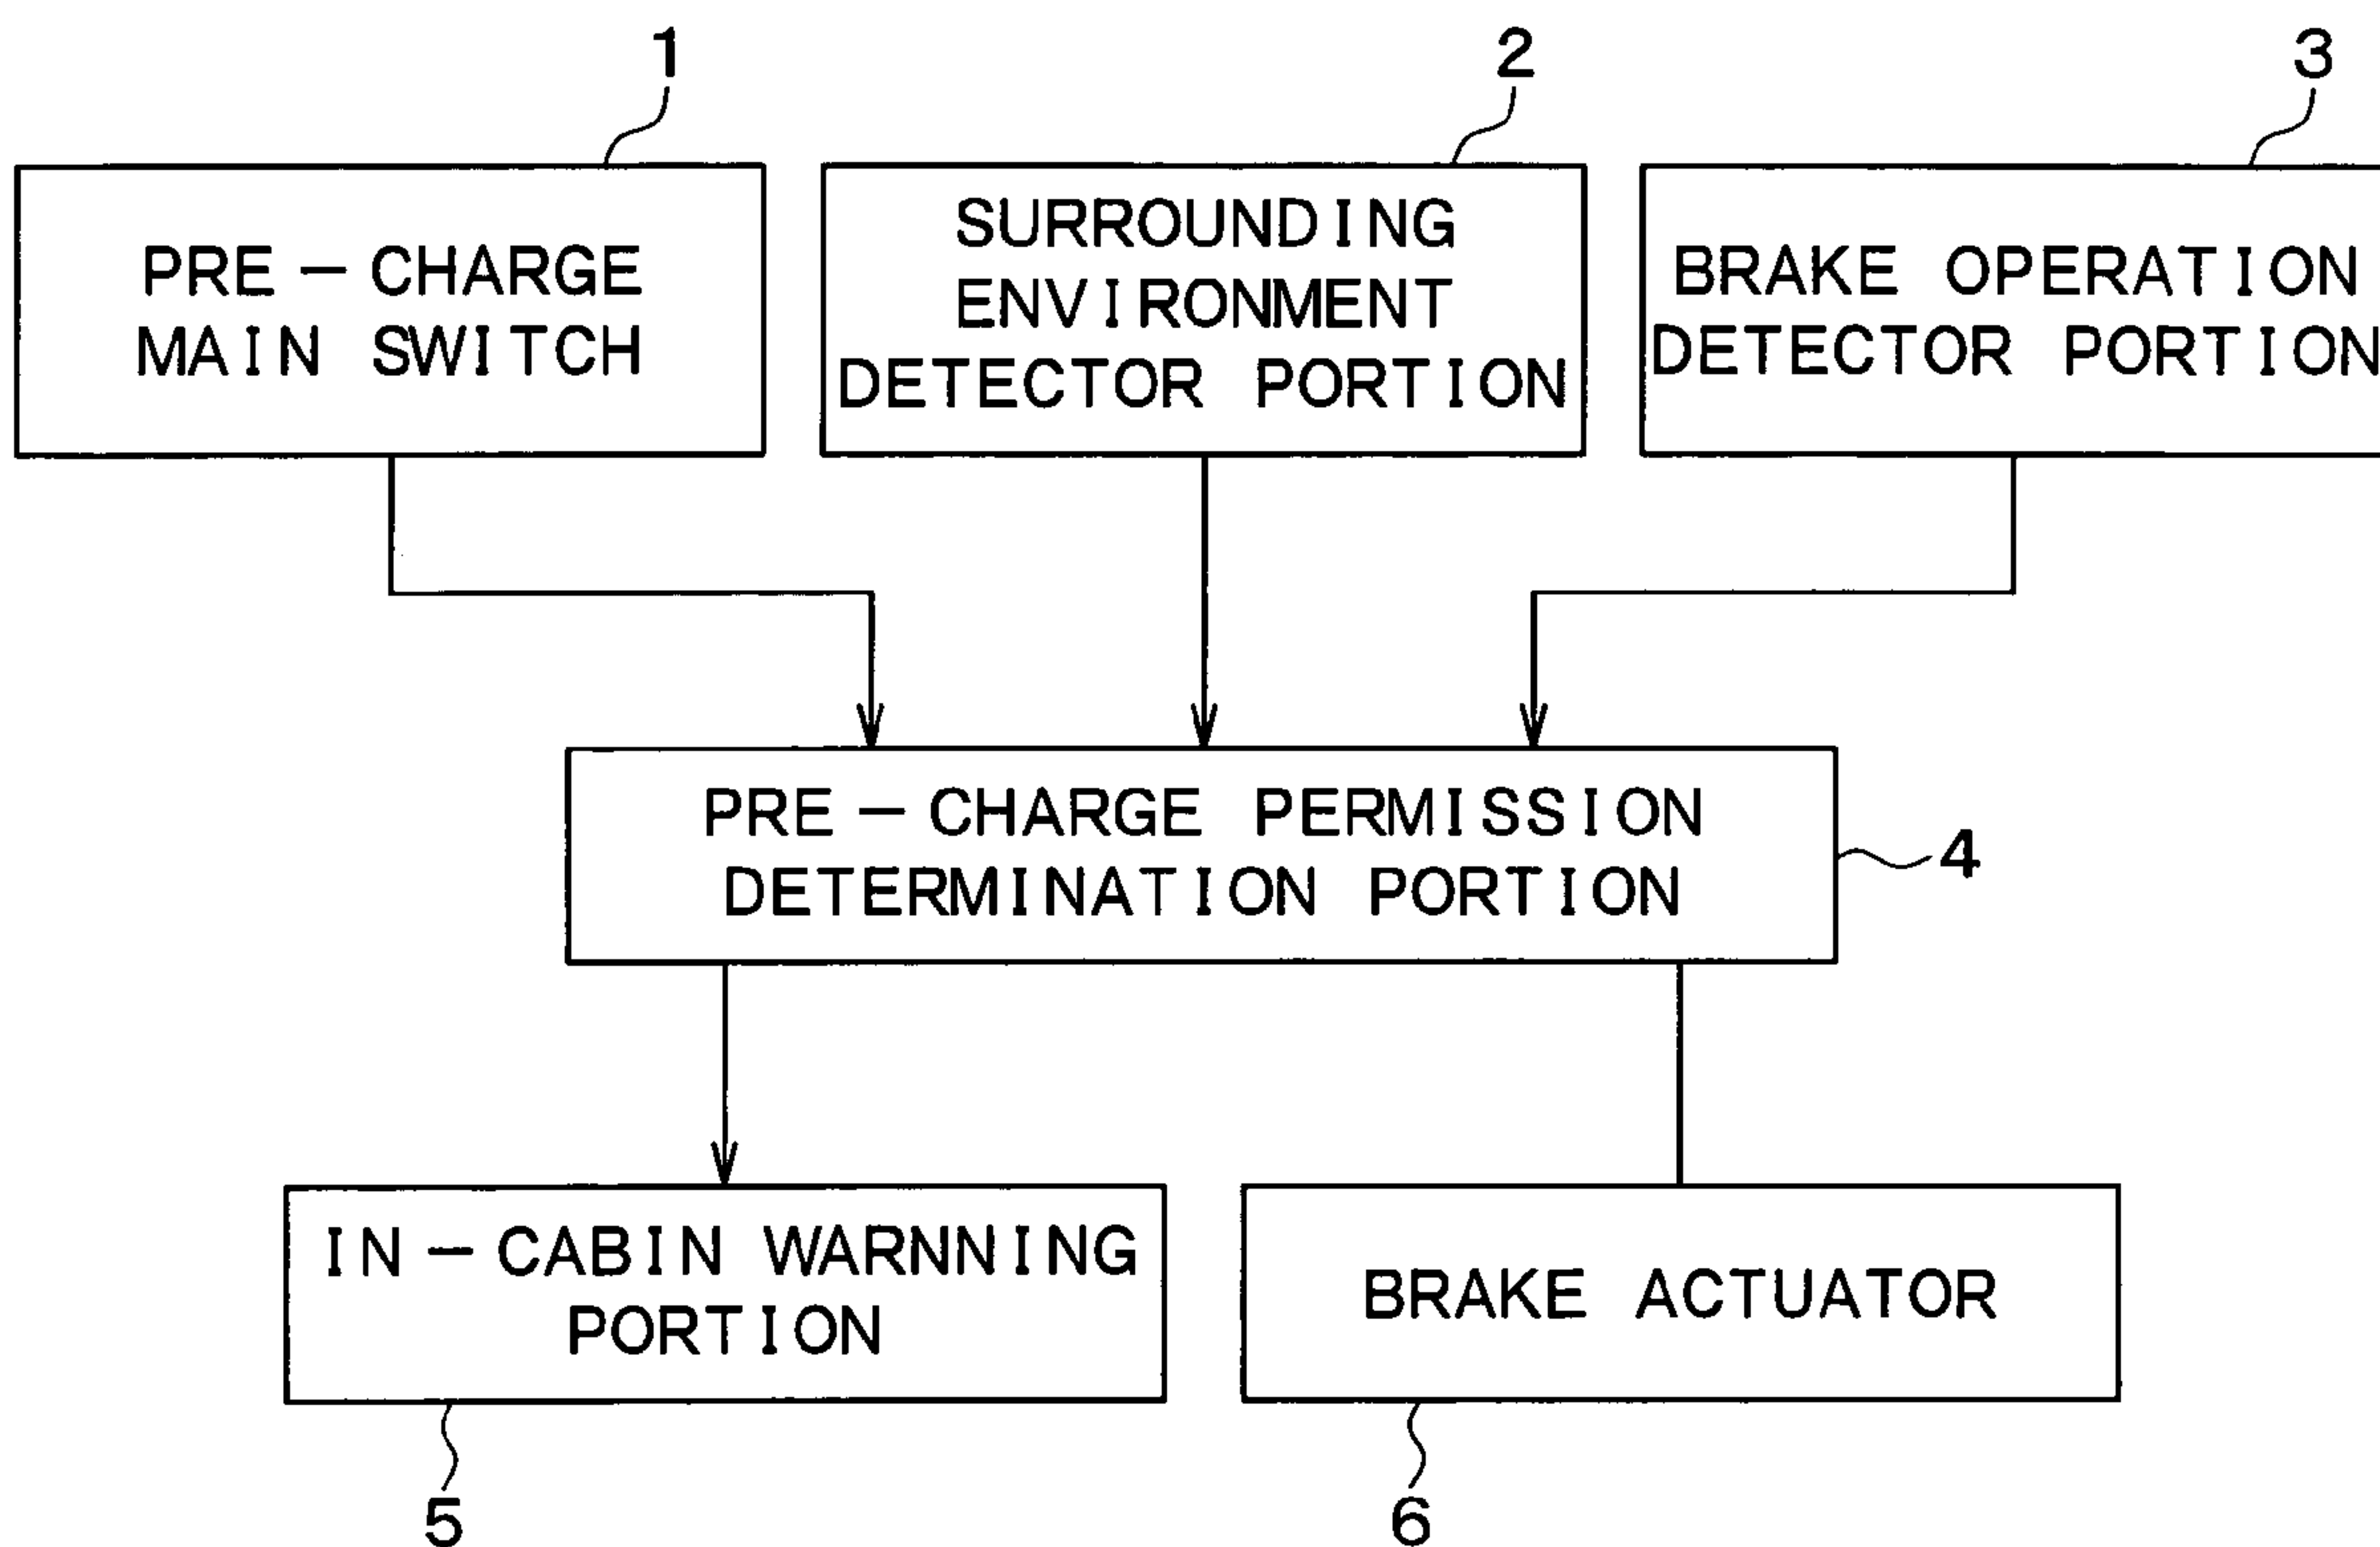 1
2
3
PRE-CHARGE
MAIN SWITCH
SURROUNDING
ENVIRONMENT
DETECTOR PORTION
BRAKE OPERATION
DETECTOR PORTION
PRE-CHARGE PERMISSION
DETERMINATION PORTION
4
IN-CABIN WARNNING
PORTION
BRAKE ACTUATOR
5
6